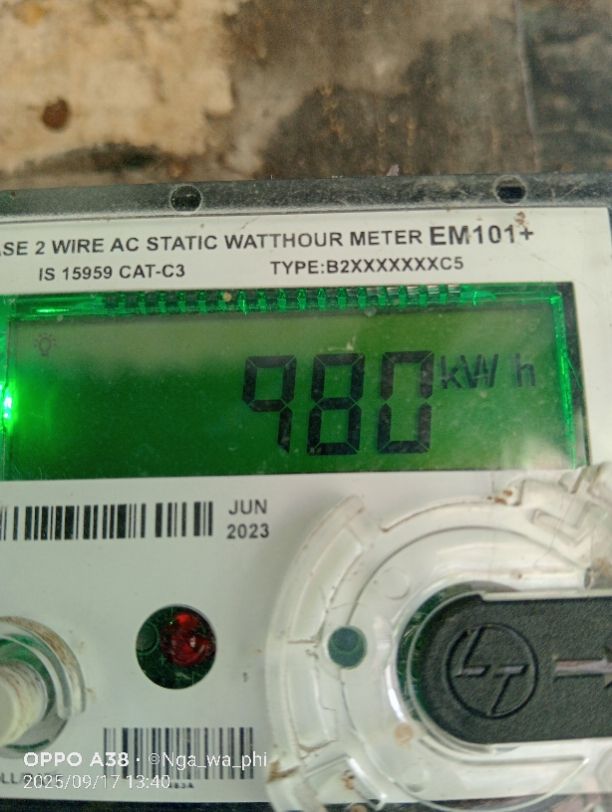 ASE 2 WIRE AC STATIC WATTHOUR METER EM101+
IS 15959 CAT-C3 TYPE:B2XXXXXXXC5
980 kWh
JUN
2023
LT
OPPO A38 · ©Nga_wa_phi
2025/09/17 13:40